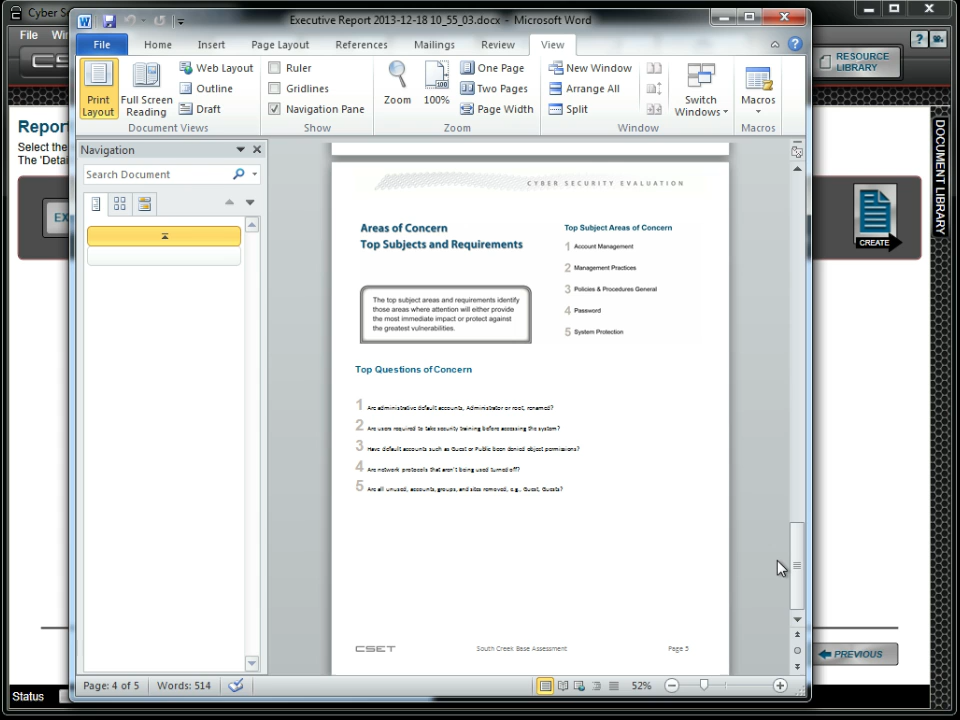 Cyber Se
Executive Report 2013-12-18 10_55_03.docx - Microsoft Word
File
File Home Insert Page Layout References Mailings Review View
RESOURCE
LIBRARY
Print
Layout
Full Screen
Reading
Web Layout
Outline
Draft
Document Views
Ruler
Gridlines
Navigation Pane
Show
Zoom
100%
One Page
Two Pages
Page Width
Zoom
New Window
Arrange All
Split
Switch
Windows
Window
Macros
Macros
Report
Select the
The 'Detai
EX
Navigation
Search Document
CYBER SECURITY EVALUATION
Areas of Concern
Top Subjects and Requirements
The top subject areas and requirements identify
those areas where attention will either provide
the most immediate impact or protect against
the greatest vulnerabilities.
Top Subject Areas of Concern
1 Account Management
2 Management Practices
3 Policies & Procedures General
4 Password
5 System Protection
Top Questions of Concern
1 Are administrative default accounts, Administrator or root, renamed?
2 Are users required to take security training before accessing the system?
3 Have default accounts such as Guest or Public been denied object permissions?
4 Are network protocols that aren't being used turned off?
5 Are all unused, accounts, groups, and sites removed, e.g., Guest, Guests?
CSET South Creek Base Assessment Page 5
DOCUMENT LIBRARY
CREATE
PREVIOUS
Page: 4 of 5 Words: 514 52%
Status